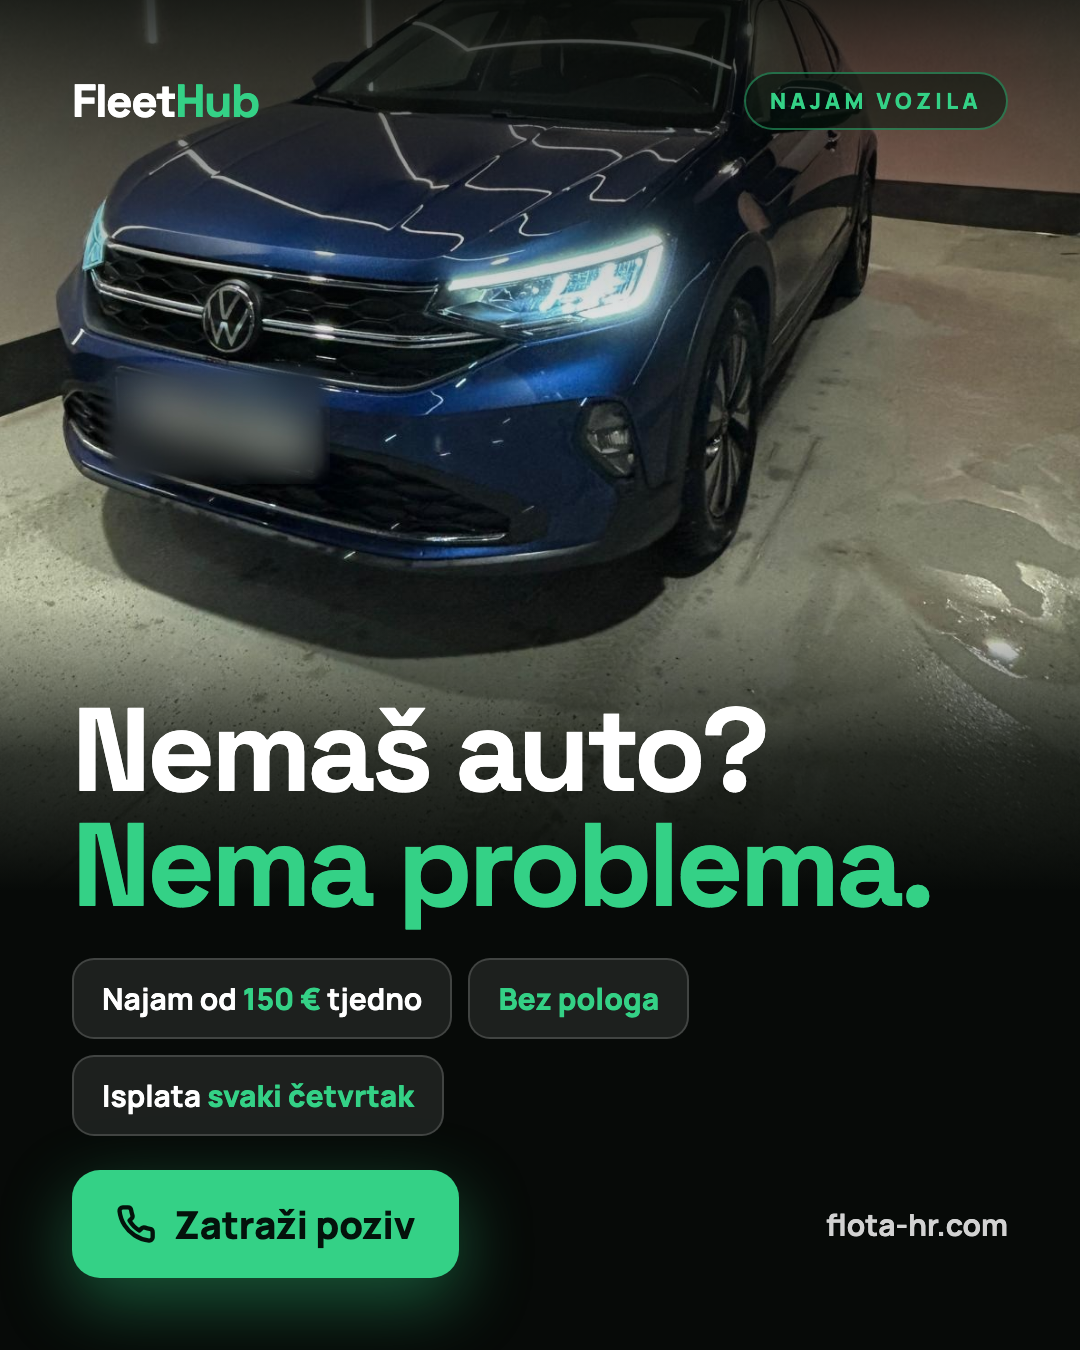 FleetHub
NAJAM VOZILA
Nemaš auto?
Nema problema.
Najam od 150 € tjedno
Bez pologa
Isplata svaki četvrtak
Zatraži poziv
flota-hr.com